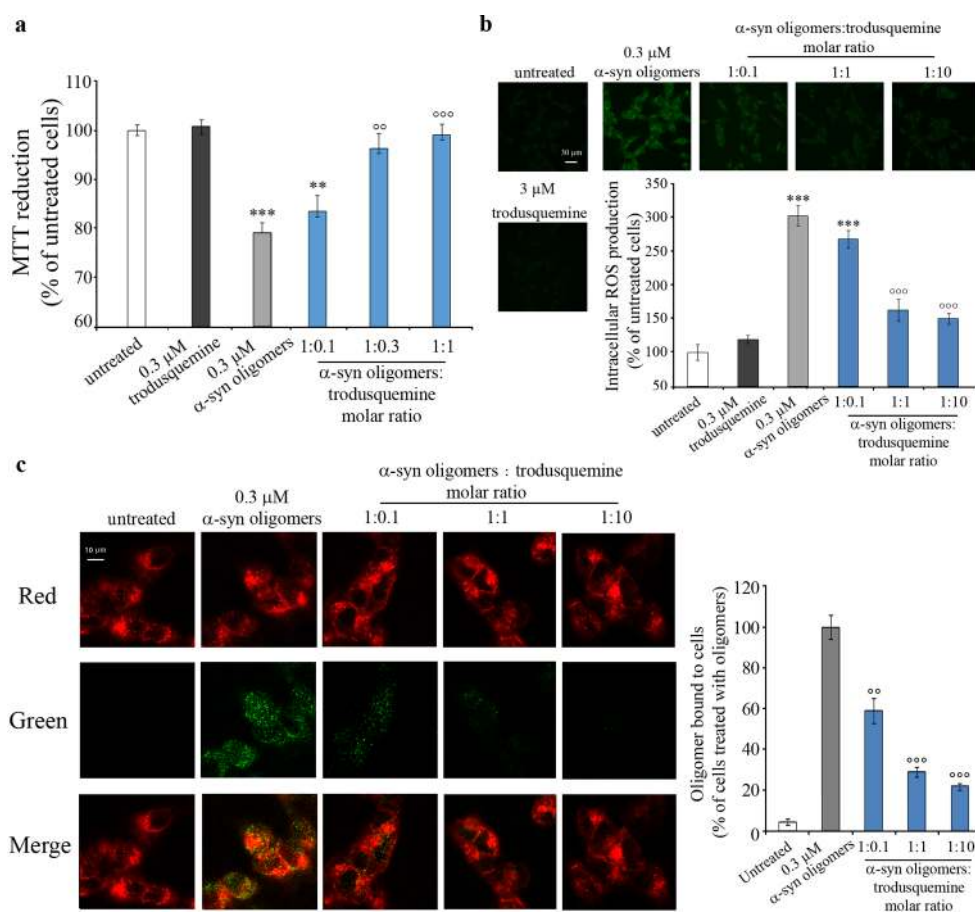 a
MTT reduction
(% of untreated cells)
110
100
90
80
70
60
***
**
°°
°°°
untreated
0.3 μM
trodusquemine
0.3 μM
α-syn oligomers
1:0.1 1:0.3 1:1
α-syn oligomers:
trodusquemine
molar ratio
b
α-syn oligomers:trodusquemine
molar ratio
0.3 μM
untreated α-syn oligomers 1:0.1 1:1 1:10
30 μm
3 μM
trodusquemine
Intracellular ROS production
(% of untreated cells)
350
300
250
200
150
100
50
***
***
°°°
°°°
untreated
0.3 μM
trodusquemine
0.3 μM
α-syn oligomers
1:0.1 1:1 1:10
α-syn oligomers:
trodusquemine
molar ratio
c
α-syn oligomers : trodusquemine
molar ratio
0.3 μM
untreated α-syn oligomers 1:0.1 1:1 1:10
10 μm
Red
Green
Merge
Oligomer bound to cells
(% of cells treated with oligomers)
120
100
80
60
40
20
0
°°
°°°
°°°
Untreated
0.3 μM
α-syn oligomers
1:0.1 1:1 1:10
α-syn oligomers:
trodusquemine
molar ratio